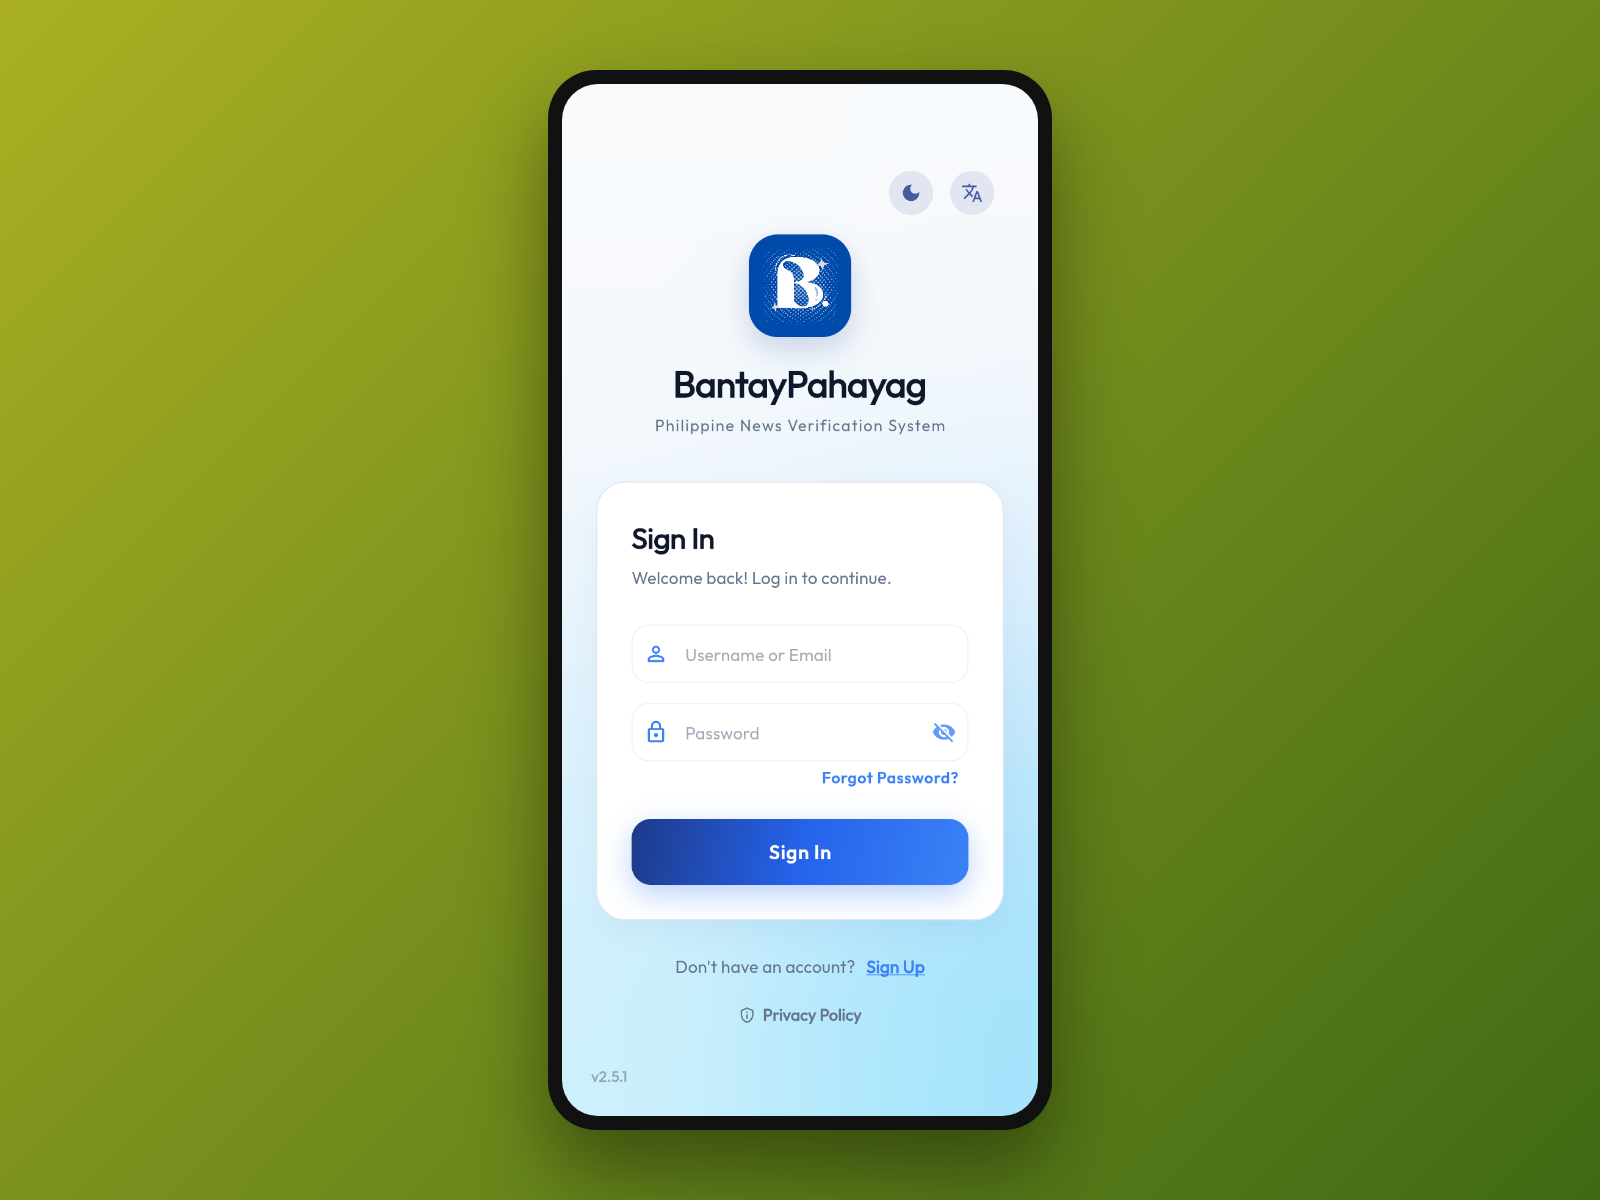 B
BantayPahayag
Philippine News Verification System
Sign In
Welcome back! Log in to continue.
Username or Email
Password
Forgot Password?
Sign In
Don't have an account? Sign Up
Privacy Policy
v2.5.1